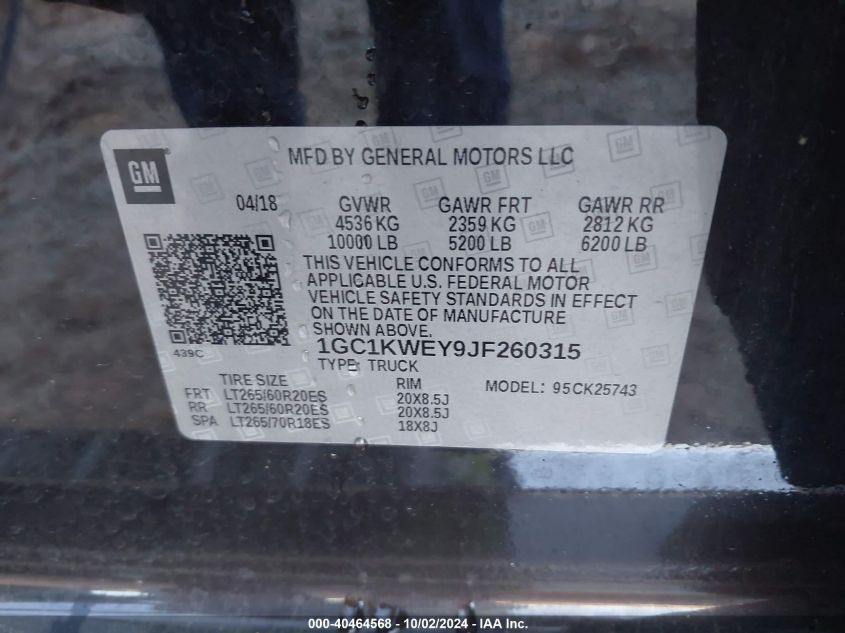 GM
MFD BY GENERAL MOTORS LLC
04/18 GVWR GAWR FRT GAWR RR
4536 KG 2359 KG 2812 KG
10000 LB 5200 LB 6200 LB
THIS VEHICLE CONFORMS TO ALL
APPLICABLE U.S. FEDERAL MOTOR
VEHICLE SAFETY STANDARDS IN EFFECT
ON THE DATE OF MANUFACTURE
SHOWN ABOVE.
439C
1GC1KWEY9JF260315
TYPE: TRUCK
TIRE SIZE RIM MODEL: 95CK25743
FRT LT265/60R20ES 20X8.5J
RR LT265/60R20ES 20X8.5J
SPA LT265/70R18ES 18X8J
000-40464568 - 10/02/2024 - IAA Inc.